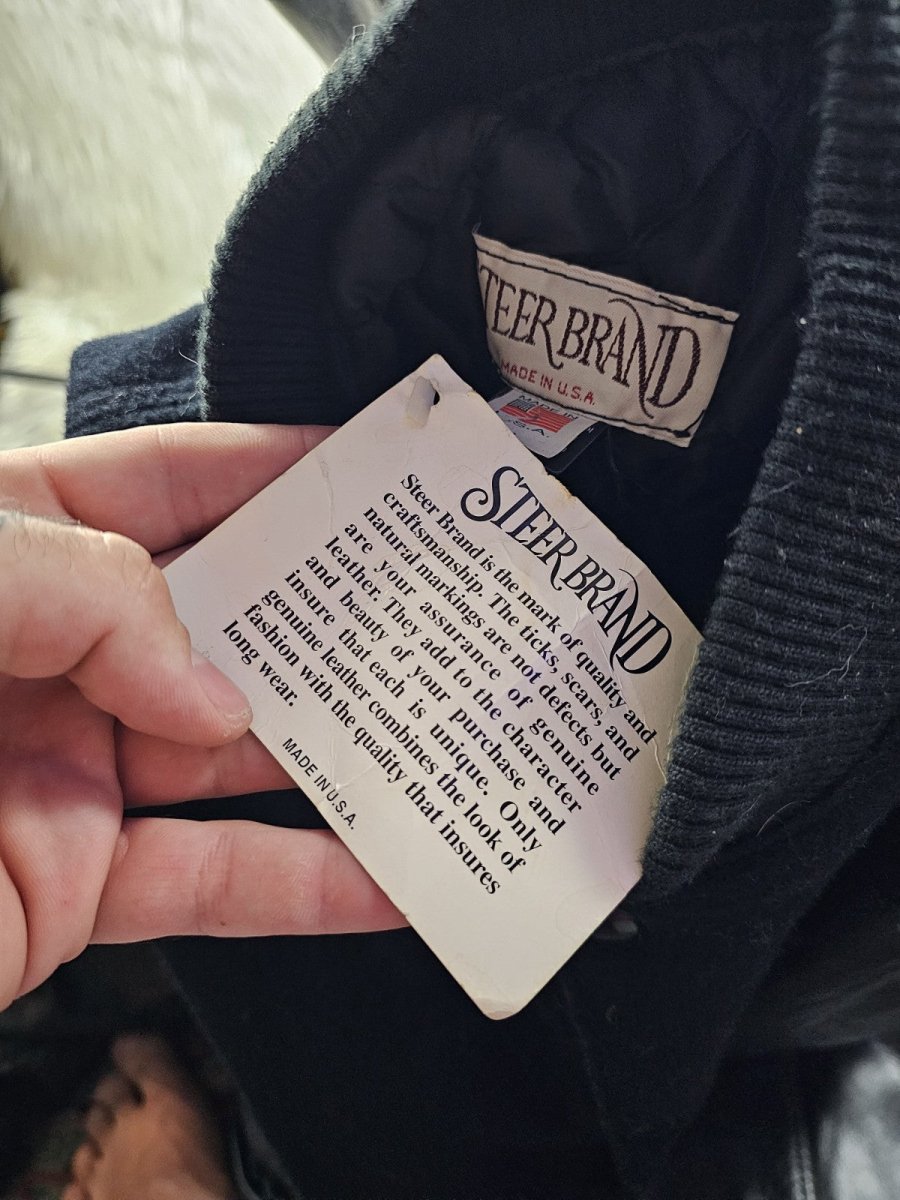 STEER BRAND
MADE IN U.S.A.
MADE IN
U.S.A.
STEER BRAND
Steer Brand is the mark of quality and
craftsmanship. The ticks, scars, and
natural markings are not defects but
are your assurance of genuine
leather. They add to the character
and beauty of your purchase and
insure that each is unique. Only
genuine leather combines the look of
fashion with the quality that insures
long wear.
MADE IN U.S.A.